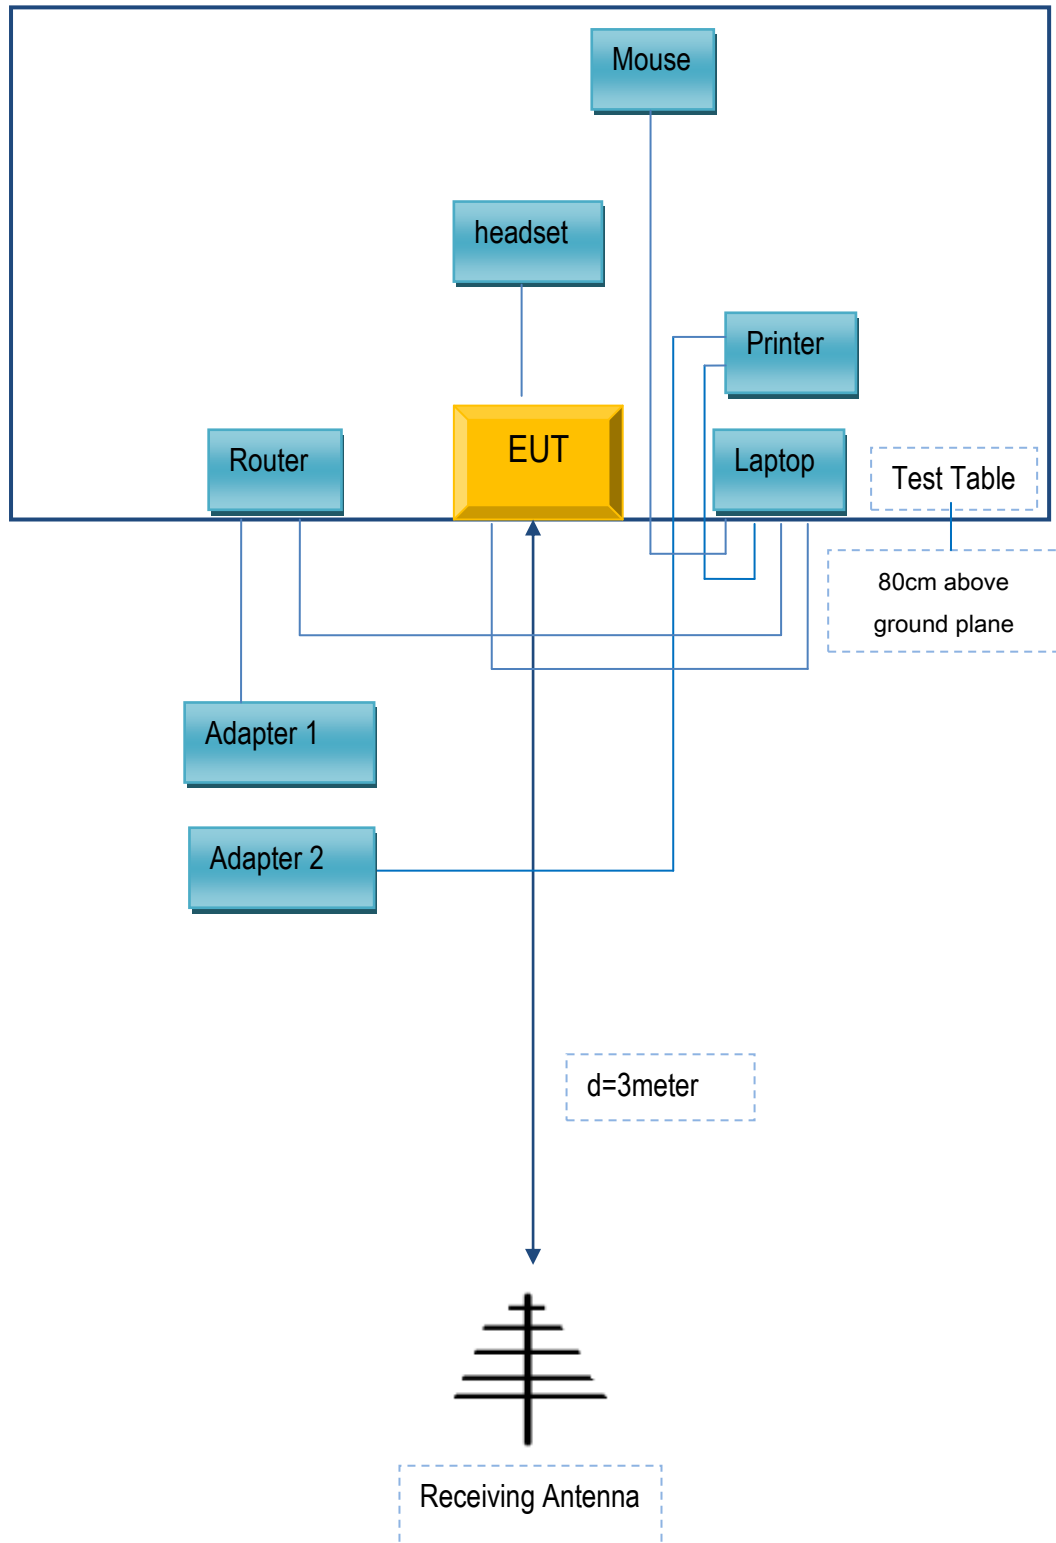 Mouse
headset
Printer
Router
EUT
Laptop
Test Table
80cm above
ground plane
Adapter 1
Adapter 2
d=3meter
Receiving Antenna